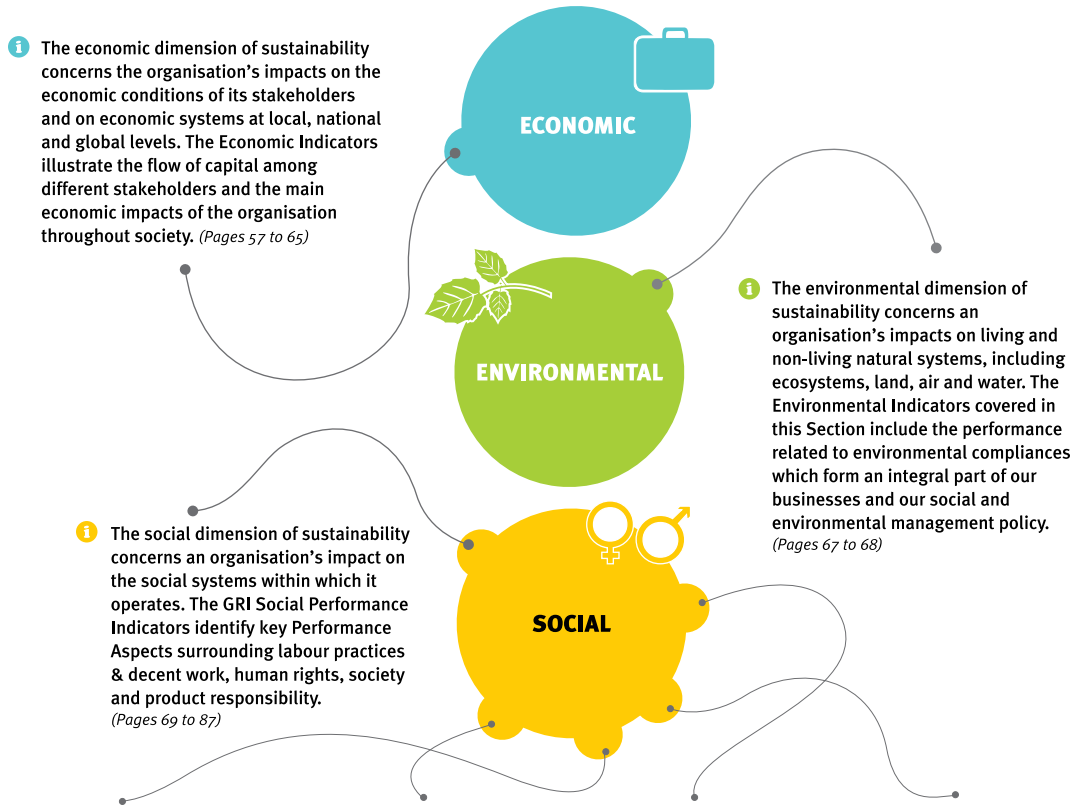 The economic dimension of sustainability
concerns the organisation's impacts on the
economic conditions of its stakeholders
and on economic systems at local, national
and global levels. The Economic Indicators
illustrate the flow of capital among
different stakeholders and the main
economic impacts of the organisation
throughout society. (Pages 57 to 65)
ECONOMIC
ENVIRONMENTAL
The environmental dimension of
sustainability concerns an
organisation's impacts on living and
non-living natural systems, including
ecosystems, land, air and water. The
Environmental Indicators covered in
this Section include the performance
related to environmental compliances
which form an integral part of our
businesses and our social and
environmental management policy.
(Pages 67 to 68)
The social dimension of sustainability
concerns an organisation's impact on
the social systems within which it
operates. The GRI Social Performance
Indicators identify key Performance
Aspects surrounding labour practices
& decent work, human rights, society
and product responsibility.
(Pages 69 to 87)
SOCIAL